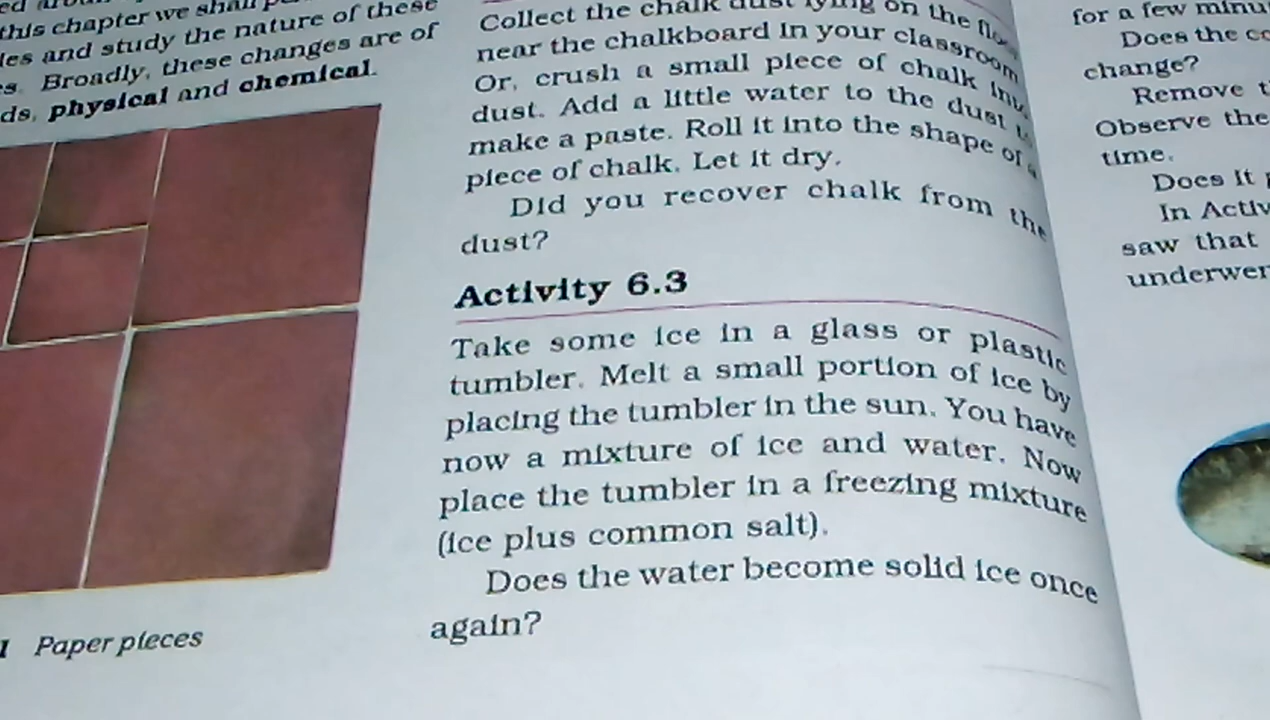 this chapter we shall
and study the nature of these
Broadly, these changes are of
physical and chemical.
Paper pieces
Collect the chalk dust lying on the floor
near the chalkboard in your classroom.
Or, crush a small piece of chalk into
dust. Add a little water to the dust to
make a paste. Roll it into the shape of a
piece of chalk. Let it dry.
Did you recover chalk from the
dust?
Activity 6.3
Take some ice in a glass or plastic
tumbler. Melt a small portion of ice by
placing the tumbler in the sun. You have
now a mixture of ice and water. Now
place the tumbler in a freezing mixture
(ice plus common salt).
Does the water become solid ice once
again?
for a few
Does the
change?
Remove
Observe the
time.
Does it
In
saw that